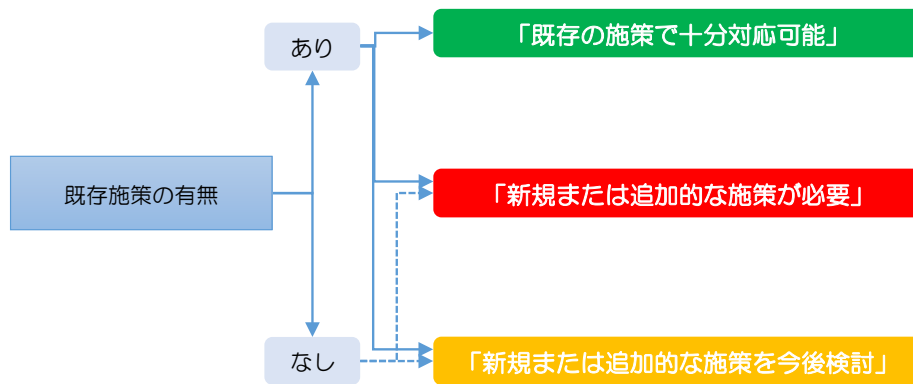 あり
「既存の施策で十分対応可能」
既存施策の有無
「新規または追加的な施策が必要」
なし
「新規または追加的な施策を今後検討」